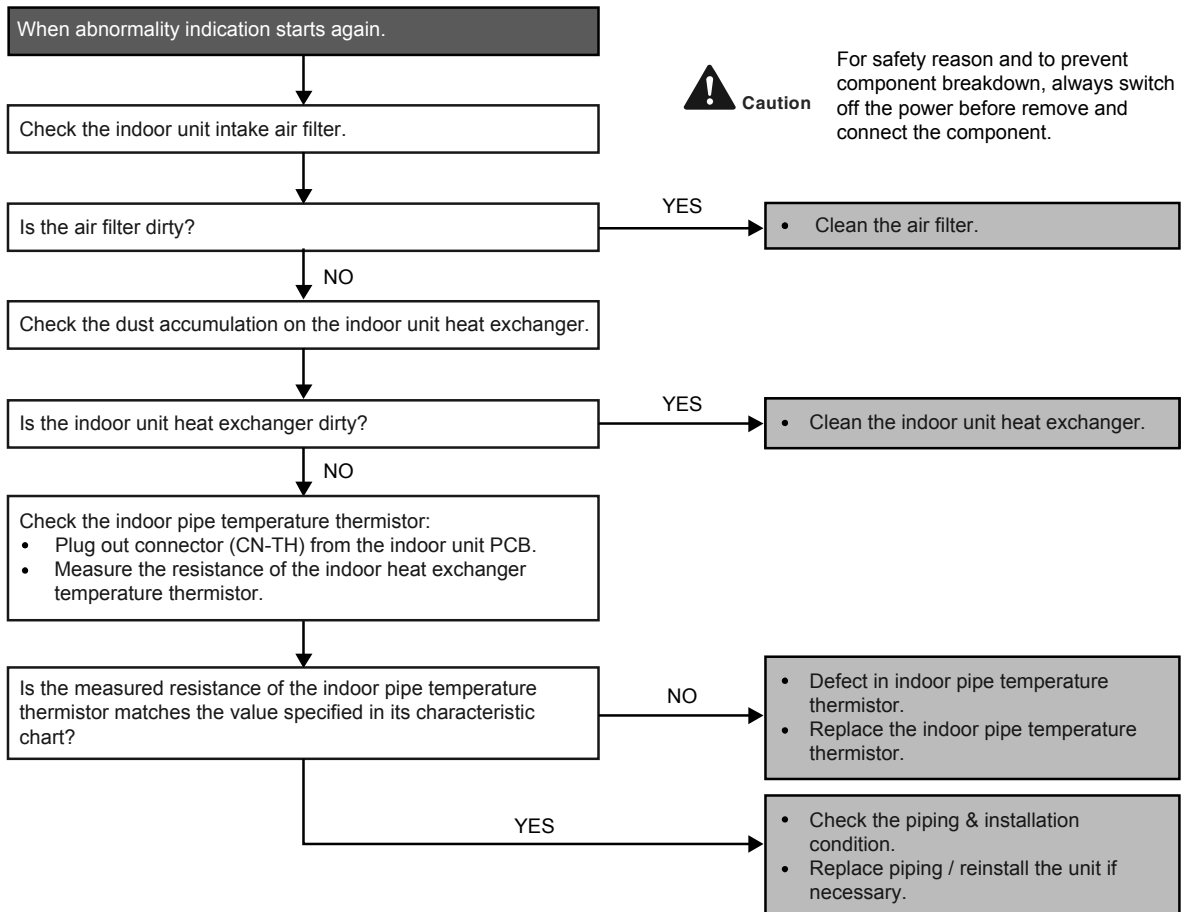 When abnormality indication starts again.
Caution
For safety reason and to prevent
component breakdown, always switch
off the power before remove and
connect the component.
Check the indoor unit intake air filter.
Is the air filter dirty?
YES
• Clean the air filter.
NO
Check the dust accumulation on the indoor unit heat exchanger.
Is the indoor unit heat exchanger dirty?
YES
• Clean the indoor unit heat exchanger.
NO
Check the indoor pipe temperature thermistor:
• Plug out connector (CN-TH) from the indoor unit PCB.
• Measure the resistance of the indoor heat exchanger
temperature thermistor.
Is the measured resistance of the indoor pipe temperature
thermistor matches the value specified in its characteristic
chart?
NO
• Defect in indoor pipe temperature
thermistor.
• Replace the indoor pipe temperature
thermistor.
YES
• Check the piping & installation
condition.
• Replace piping / reinstall the unit if
necessary.